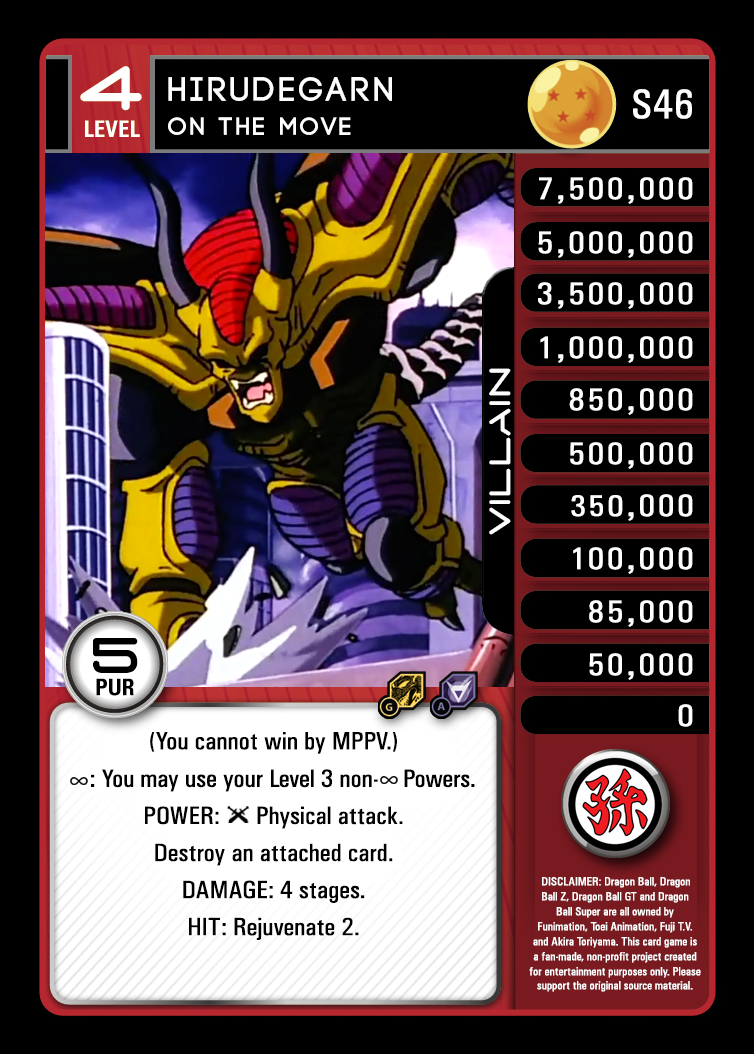 4
LEVEL
HIRUDEGARN
ON THE MOVE
S46
7,500,000
5,000,000
3,500,000
1,000,000
850,000
500,000
350,000
100,000
85,000
50,000
0
VILLAIN
5
PUR
G
A
(You cannot win by MPPV.)
∞: You may use your Level 3 non-∞ Powers.
POWER: Physical attack.
Destroy an attached card.
DAMAGE: 4 stages.
HIT: Rejuvenate 2.
孫
DISCLAIMER: Dragon Ball, Dragon
Ball Z, Dragon Ball GT and Dragon
Ball Super are all owned by
Funimation, Toei Animation, Fuji T.V.
and Akira Toriyama. This card game is
a fan-made, non-profit project created
for entertainment purposes only. Please
support the original source material.